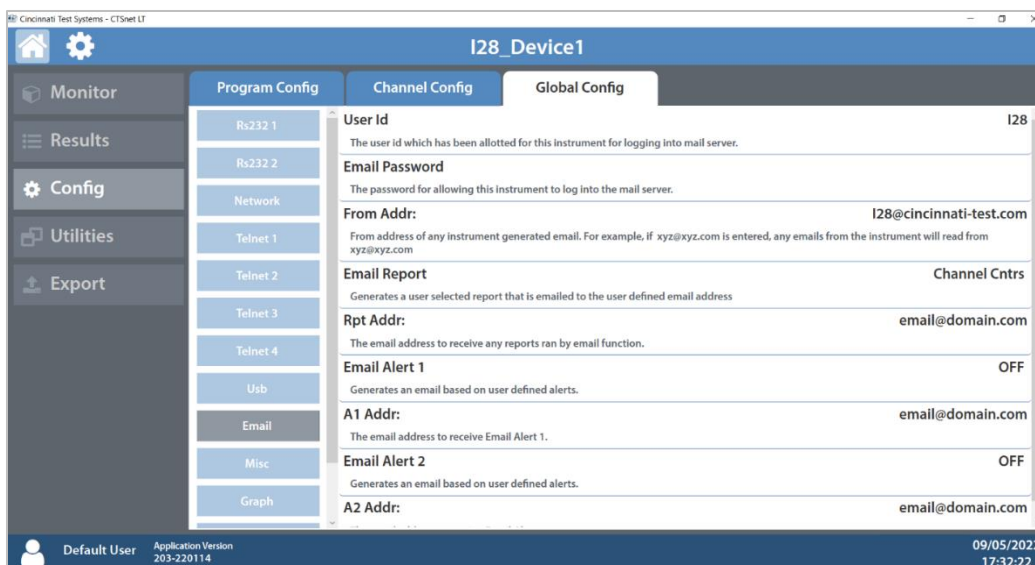 Cincinnati Test Systems - CTSnet LT
I28_Device1
Monitor
Results
Config
Utilities
Export
Program Config
Channel Config
Global Config
Rs232 1
Rs232 2
Network
Telnet 1
Telnet 2
Telnet 3
Telnet 4
Usb
Email
Misc
Graph
User Id I28
The user id which has been allotted for this instrument for logging into mail server.
Email Password
The password for allowing this instrument to log into the mail server.
From Addr: I28@cincinnati-test.com
From address of any instrument generated email. For example, if xyz@xyz.com is entered, any emails from the instrument will read from
xyz@xyz.com
Email Report Channel Cntrs
Generates a user selected report that is emailed to the user defined email address
Rpt Addr: email@domain.com
The email address to receive any reports ran by email function.
Email Alert 1 OFF
Generates an email based on user defined alerts.
A1 Addr: email@domain.com
The email address to receive Email Alert 1.
Email Alert 2 OFF
Generates an email based on user defined alerts.
A2 Addr: email@domain.com
Default User
Application Version
203-220114
09/05/202
17:32:22